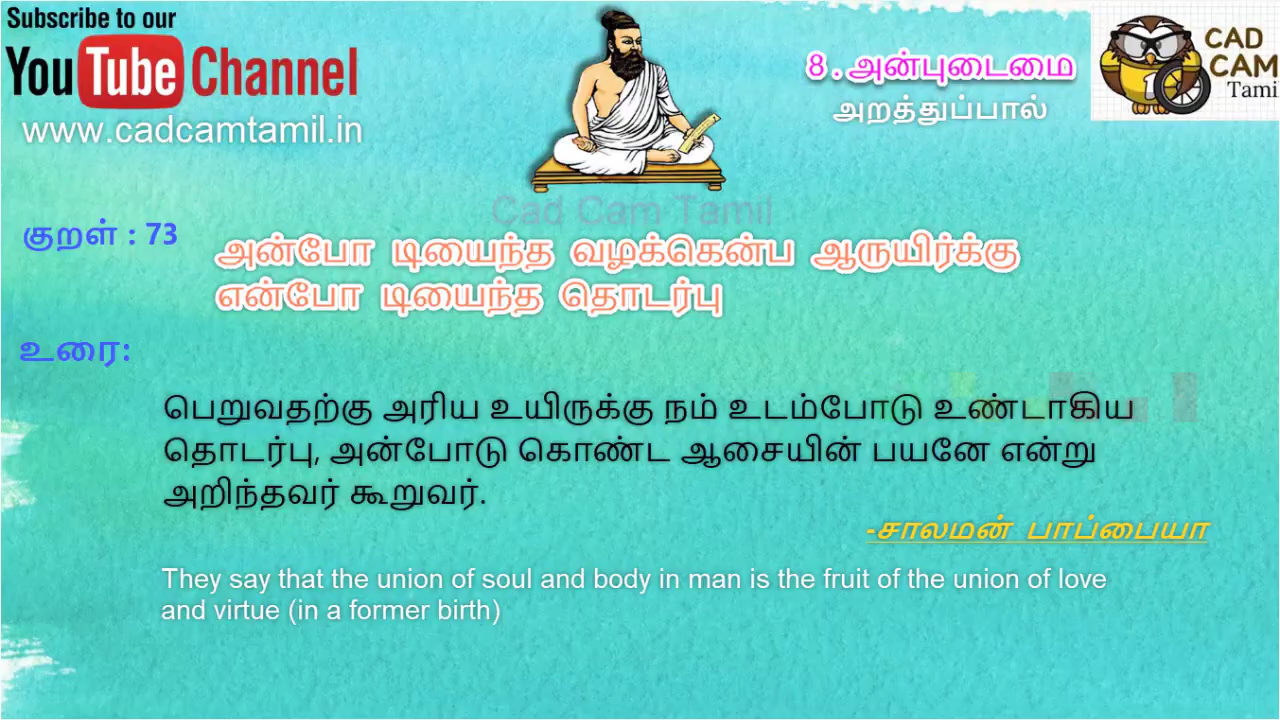 Subscribe to our
YouTube Channel
www.cadcamtamil.in
8 . அன்புடைமை
அறத்துப்பால்
CAD
CAM
Tami
Cad Cam Tamil
குறள் : 73
அன்போ டியைந்த வழக்கென்ப ஆருயிர்க்கு
என்போ டியைந்த தொடர்பு
உரை:
பெறுவதற்கு அரிய உயிருக்கு நம் உடம்போடு உண்டாகிய
தொடர்பு, அன்போடு கொண்ட ஆசையின் பயனே என்று
அறிந்தவர் கூறுவர்.
-சாலமன் பாப்பையா
They say that the union of soul and body in man is the fruit of the union of love
and virtue (in a former birth)